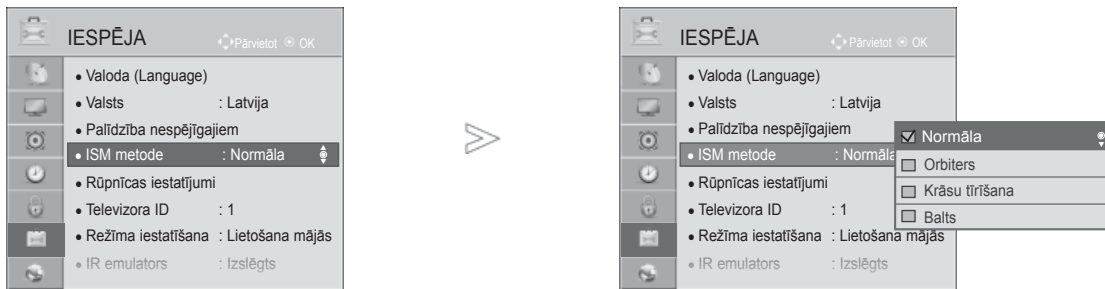 IESPĒJA
Pārvietot OK
• Valoda (Language)
• Valsts : Latvija
• Palīdzība nespējīgajiem
• ISM metode : Normāla
• Rūpnīcas iestatījumi
• Televizora ID : 1
• Režīma iestatīšana : Lietošana mājās
• IR emulators : Izslēgts
IESPĒJA
Pārvietot OK
• Valoda (Language)
• Valsts : Latvija
• Palīdzība nespējīgajiem
• ISM metode : Normāla
• Rūpnīcas iestatījumi
• Televizora ID : 1
• Režīma iestatīšana : Lietošana mājās
• IR emulators : Izslēgts
Normāla
Orbiters
Krāsu tīrīšana
Balts